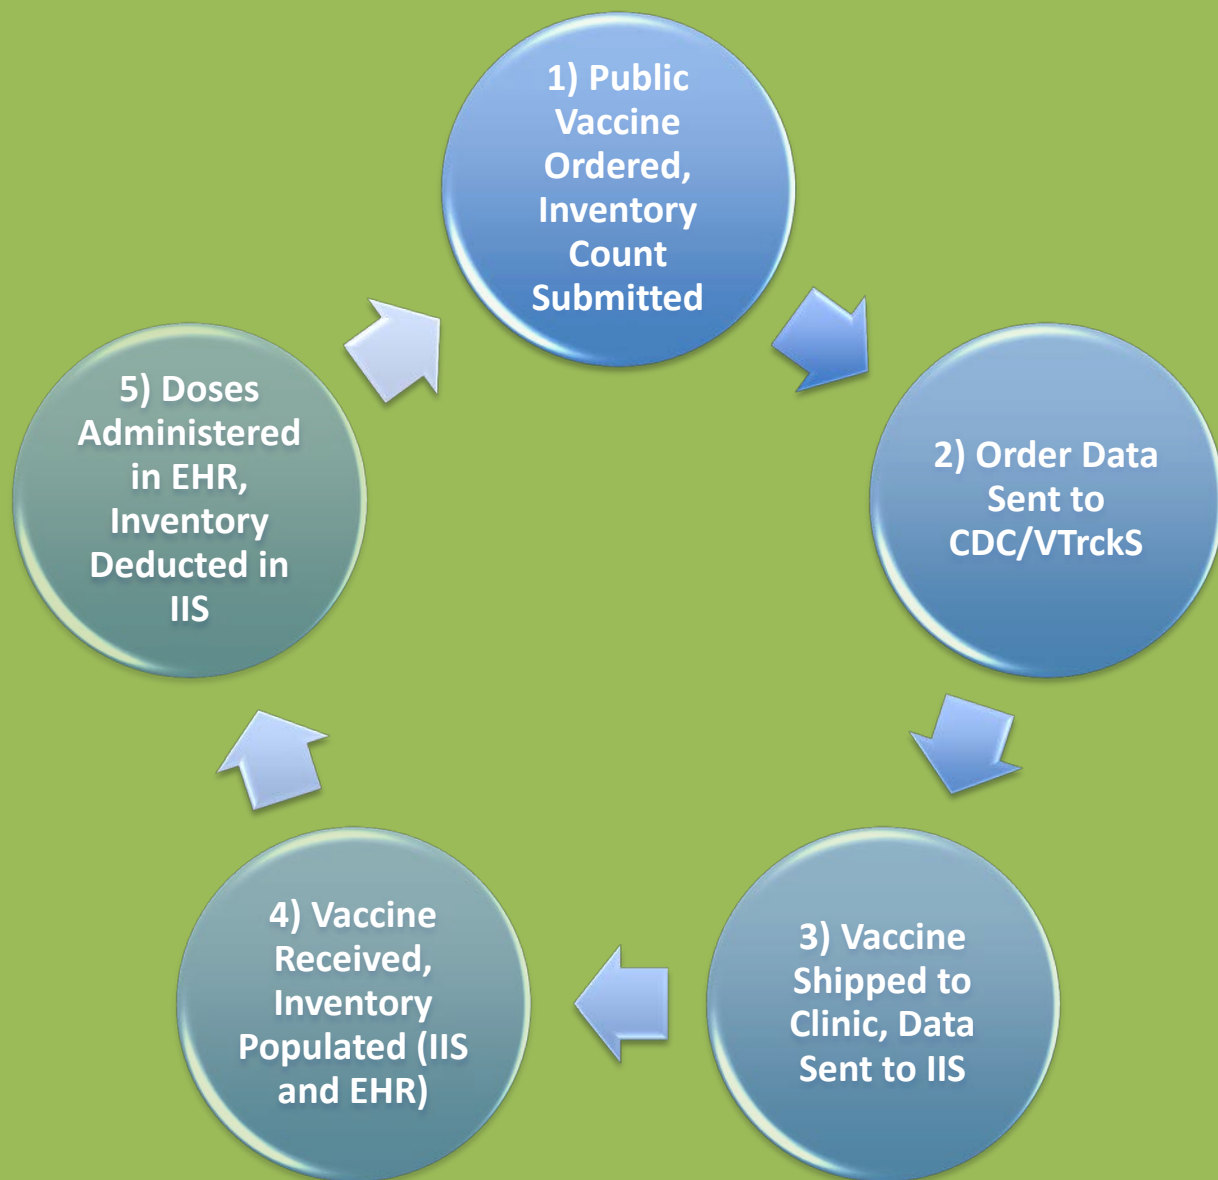 1) Public
Vaccine
Ordered,
Inventory
Count
Submitted
2) Order Data
Sent to
CDC/VTrckS
3) Vaccine
Shipped to
Clinic, Data
Sent to IIS
4) Vaccine
Received,
Inventory
Populated (IIS
and EHR)
5) Doses
Administered
in EHR,
Inventory
Deducted in
IIS